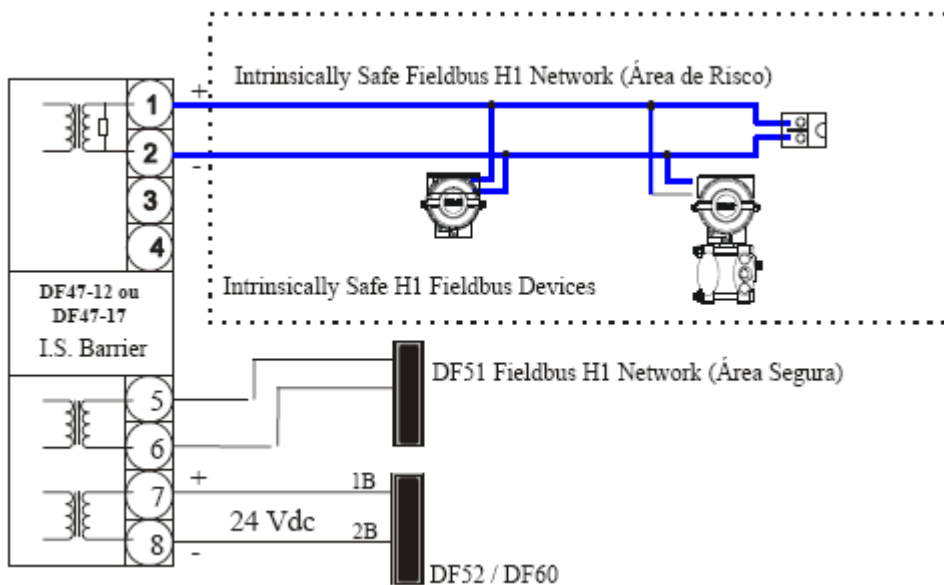 Intrinsically Safe Fieldbus H1 Network (Área de Risco)
1
+
2
-
3
4
Intrinsically Safe H1 Fieldbus Devices
DF47-12 ou
DF47-17
I.S. Barrier
5
DF51 Fieldbus H1 Network (Área Segura)
6
+
7
1B
24 Vdc
2B
8
-
DF52 / DF60